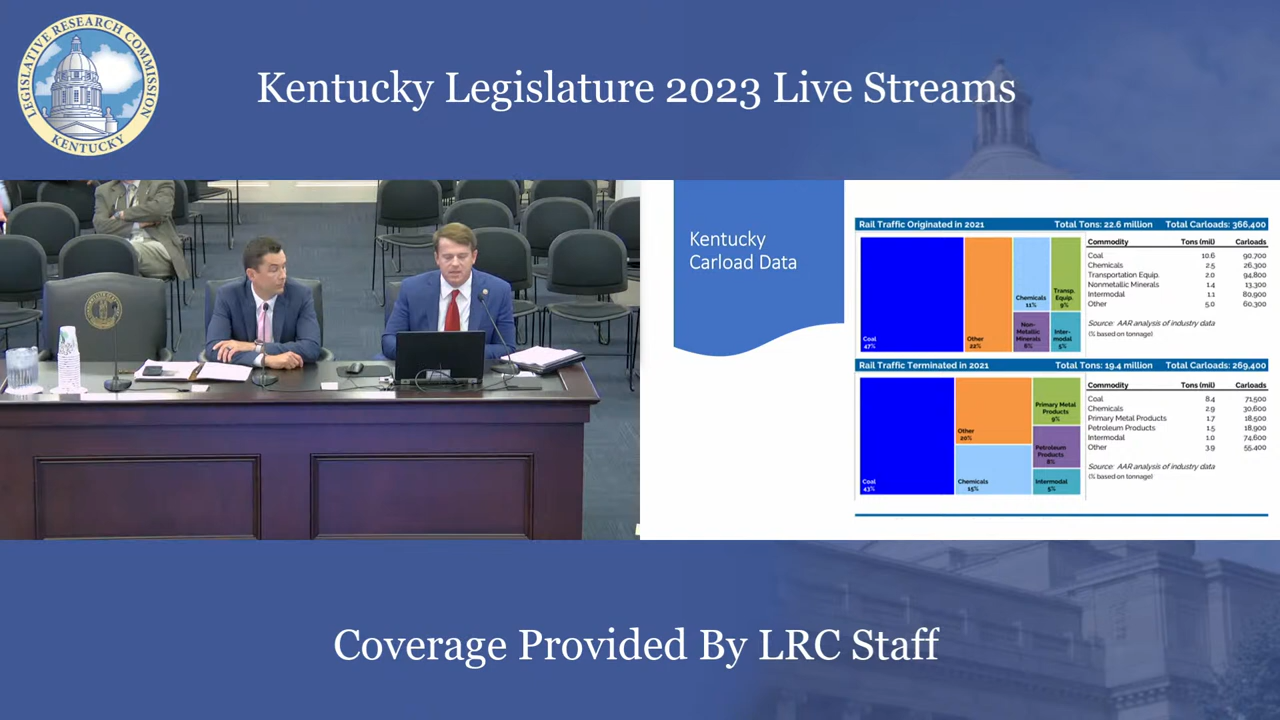 LEGISLATIVE RESEARCH COMMISSION
KENTUCKY
Kentucky Legislature 2023 Live Streams
Kentucky
Carload Data
Rail Traffic Originated in 2021 Total Tons: 22.6 million Total Carloads: 366,400
Coal
47%
Other
22%
Chemicals
11%
Transp.
Equip.
9%
Non-
Metallic
Minerals
6%
Inter-
modal
5%
Commodity Tons (mil) Carloads
Coal 10.6 90,700
Chemicals 2.5 26,300
Transportation Equip. 2.0 94,800
Nonmetallic Minerals 1.4 13,300
Intermodal 1.1 80,900
Other 5.0 60,300
Source: AAR analysis of industry data
(% based on tonnage)
Rail Traffic Terminated in 2021 Total Tons: 19.4 million Total Carloads: 269,400
Coal
43%
Other
20%
Chemicals
15%
Primary Metal
Products
9%
Petroleum
Products
8%
Intermodal
5%
Commodity Tons (mil) Carloads
Coal 8.4 71,500
Chemicals 2.9 30,600
Primary Metal Products 1.7 18,500
Petroleum Products 1.5 18,900
Intermodal 1.0 74,600
Other 3.9 55,400
Source: AAR analysis of industry data
(% based on tonnage)
Coverage Provided By LRC Staff